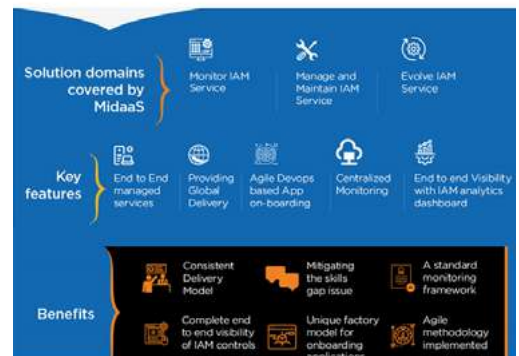 Solution domains
covered by
MidaaS
Monitor IAM
Service
Manage and
Maintain IAM
Service
Evolve IAM
Service
Key
features
End to End
managed
services
Providing
Global
Delivery
Agile Devops
based App
on-boarding
Centralized
Monitoring
End to end Visibility
with IAM analytics
dashboard
Benefits
Consistent
Delivery
Model
Mitigating
the skills
gap issue
A standard
monitoring
framework
Complete end
to end visibility
of IAM controls
Unique factory
model for
onboarding
applications
Agile
methodology
implemented